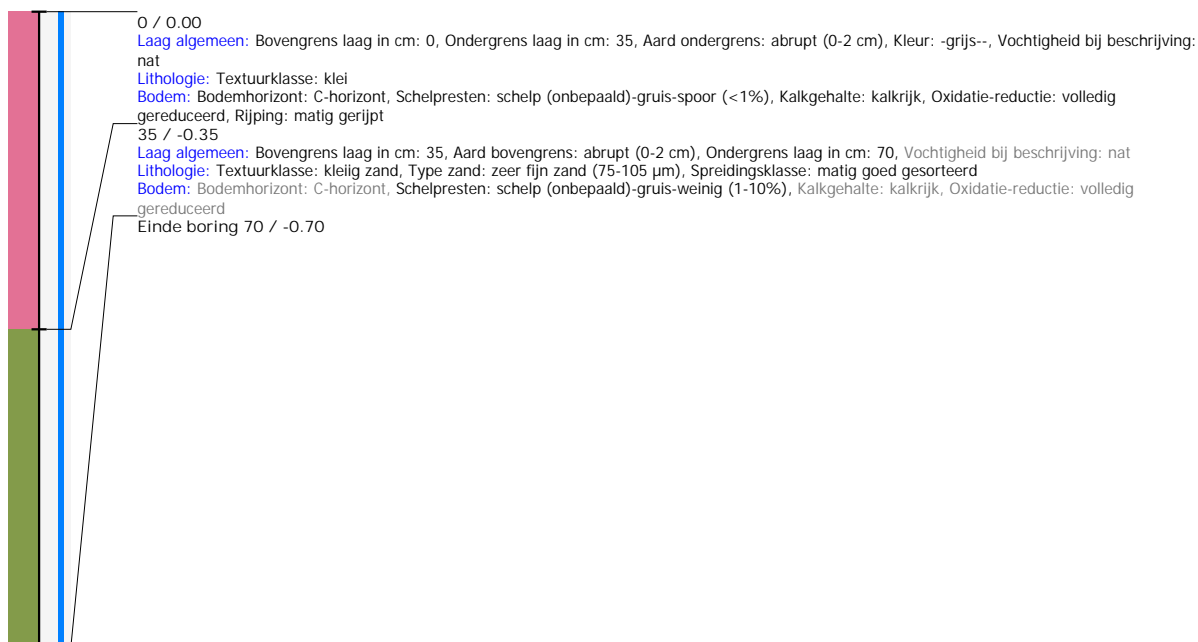 0 / 0.00
Laag algemeen: Bovengrens laag in cm: 0, Ondergrens laag in cm: 35, Aard ondergrens: abrupt (0-2 cm), Kleur: -grijs--, Vochtigheid bij beschrijving:
nat
Lithologie: Textuurklasse: klei
Bodem: Bodemhorizont: C-horizont, Schelpresten: schelp (onbepaald)-gruis-spoor (<1%), Kalkgehalte: kalkrijk, Oxidatie-reductie: volledig
gereduceerd, Rijping: matig gerijpt
35 / -0.35
Laag algemeen: Bovengrens laag in cm: 35, Aard bovengrens: abrupt (0-2 cm), Ondergrens laag in cm: 70, Vochtigheid bij beschrijving: nat
Lithologie: Textuurklasse: kleiig zand, Type zand: zeer fijn zand (75-105 µm), Spreidingsklasse: matig goed gesorteerd
Bodem: Bodemhorizont: C-horizont, Schelpresten: schelp (onbepaald)-gruis-weinig (1-10%), Kalkgehalte: kalkrijk, Oxidatie-reductie: volledig
gereduceerd
Einde boring 70 / -0.70